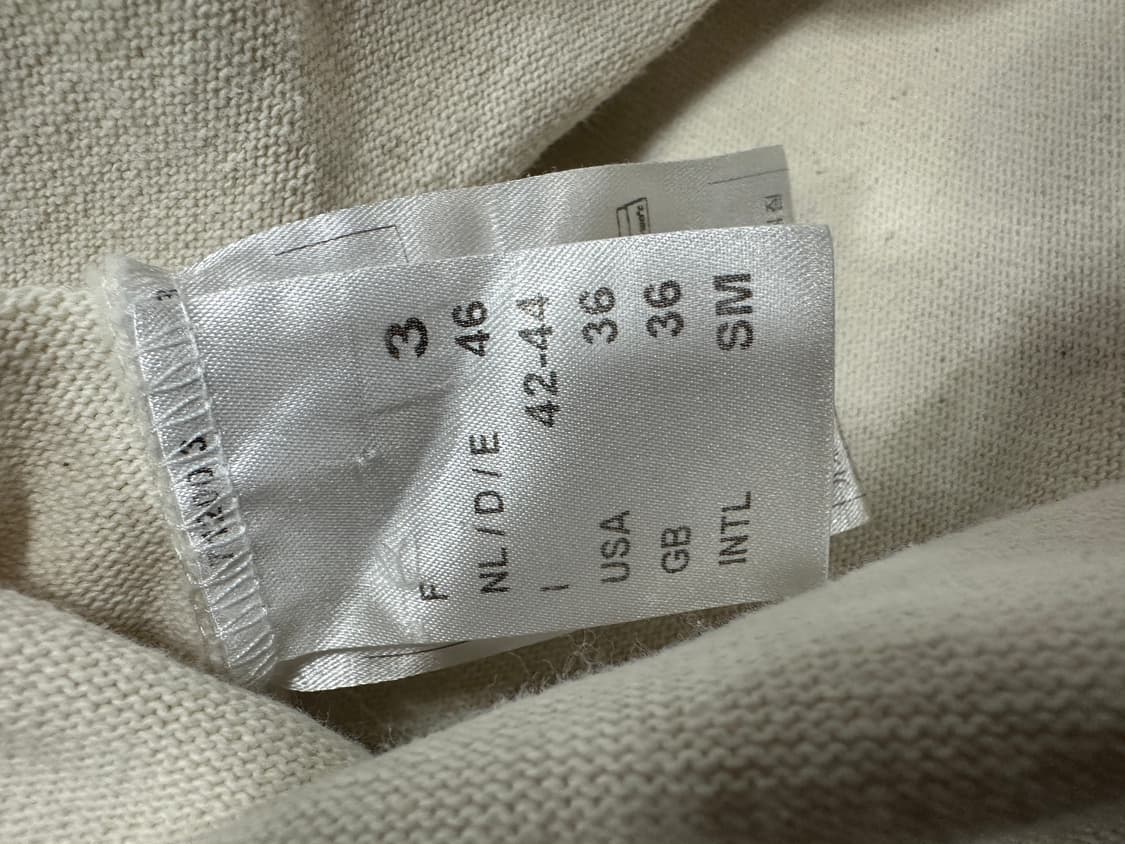 F 3
NL / D / E 46
I 42-44
USA 36
GB 36
INTL SM